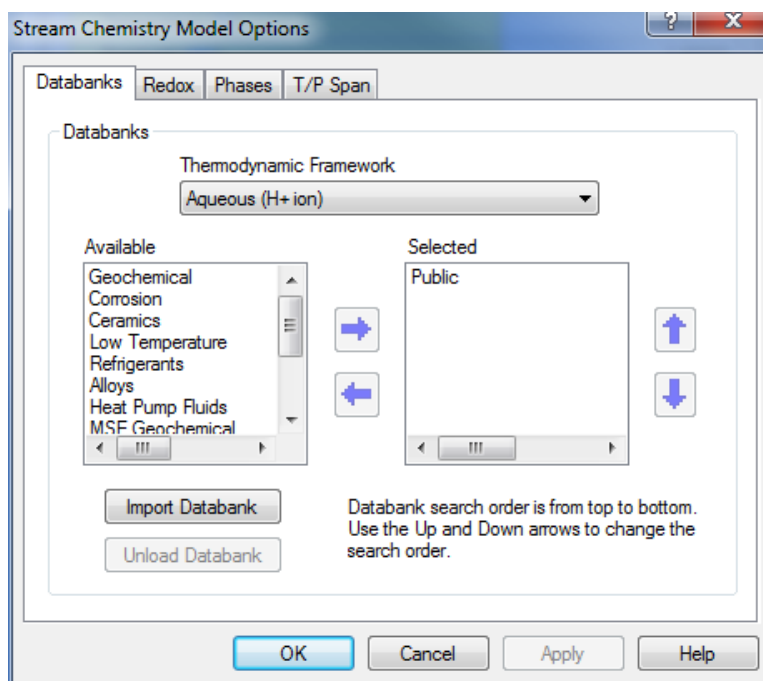 Stream Chemistry Model Options
?
X
Databanks
Redox
Phases
T/P Span
Databanks
Thermodynamic Framework
Aqueous (H+ ion)
Available
Selected
Geochemical
Corrosion
Ceramics
Low Temperature
Refrigerants
Alloys
Heat Pump Fluids
MSE Geochemical
Public
Import Databank
Unload Databank
Databank search order is from top to bottom.
Use the Up and Down arrows to change the
search order.
OK
Cancel
Apply
Help